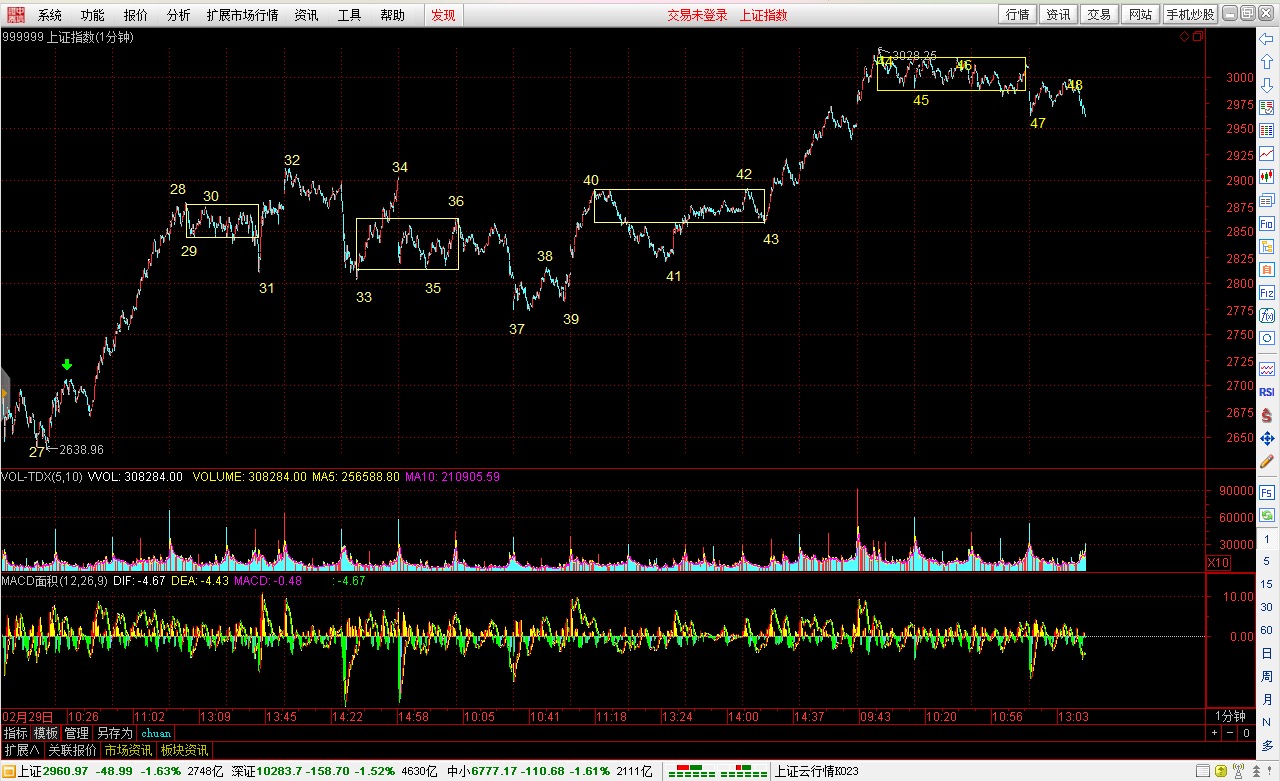 系统 功能 报价 分析 扩展市场行情 资讯 工具 帮助 发现 交易未登录 上证指数 行情 资讯 交易 网站 手机炒股
999999 上证指数(1分钟)
3028.25
44 46 48
45 47
3000
2975
2950
2925
2900
2875
2850
2825
2800
2775
2750
2725
2700
2675
2650
32 34
28 30 36
29 31
33 35
38
37 39
40 42
41 43
27 2638.96
VOL-TDX(5,10) VVOL: 308284.00 VOLUME: 308284.00 MA5: 256588.80 MA10: 210905.59
90000
60000
30000
X10
MACD面积(12,26,9) DIF: -4.67 DEA: -4.43 MACD: -0.48 : -4.67
10.00
0.00
02月29日 10:26 11:02 13:09 13:45 14:22 14:58 10:05 10:41 11:18 13:24 14:00 14:37 09:43 10:20 10:56 13:03 1分钟
指标 模板 管理 另存为 chuan + - 0
扩展∧ 关联报价 市场资讯 板块资讯
上证2960.97 -48.99 -1.63% 2748亿 深证10283.7 -158.70 -1.52% 中小6777.17 -110.68 -1.61% 2111亿 上证云行情K023
F10
自
F12
f(x)
RSI
S
F5
1
5
15
30
60
日
周
月
N
多